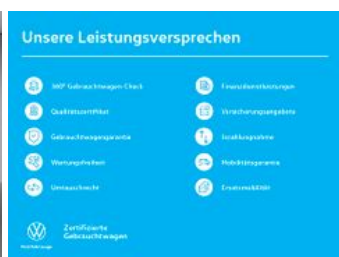 Unsere Leistungsversprechen
360° Gebrauchtwagen-Check
Qualitätszertifikat
Gebrauchtwagengarantie
Wartungsfreiheit
Umtauschrecht
Finanzdienstleistungen
Versicherungsangebote
Inzahlungnahme
Mobilitätsgarantie
Ersatzmobilität
Zertifizierte
Gebrauchtwagen